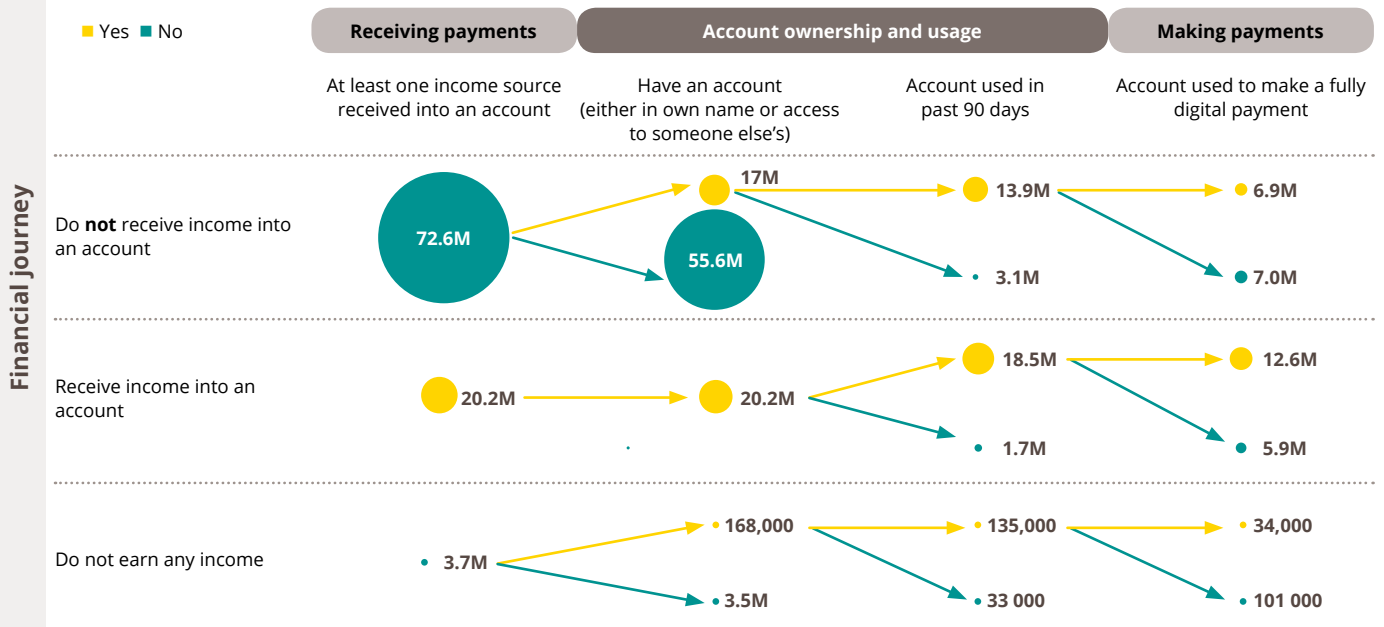 Yes No
Receiving payments
Account ownership and usage
Making payments
At least one income source
received into an account
Have an account
(either in own name or access
to someone else’s)
Account used in
past 90 days
Account used to make a fully
digital payment
Financial journey
Do not receive income into
an account
72.6M
17M
55.6M
13.9M
3.1M
6.9M
7.0M
Receive income into an
account
20.2M
20.2M
18.5M
1.7M
12.6M
5.9M
Do not earn any income
3.7M
168,000
3.5M
135,000
33 000
34,000
101 000